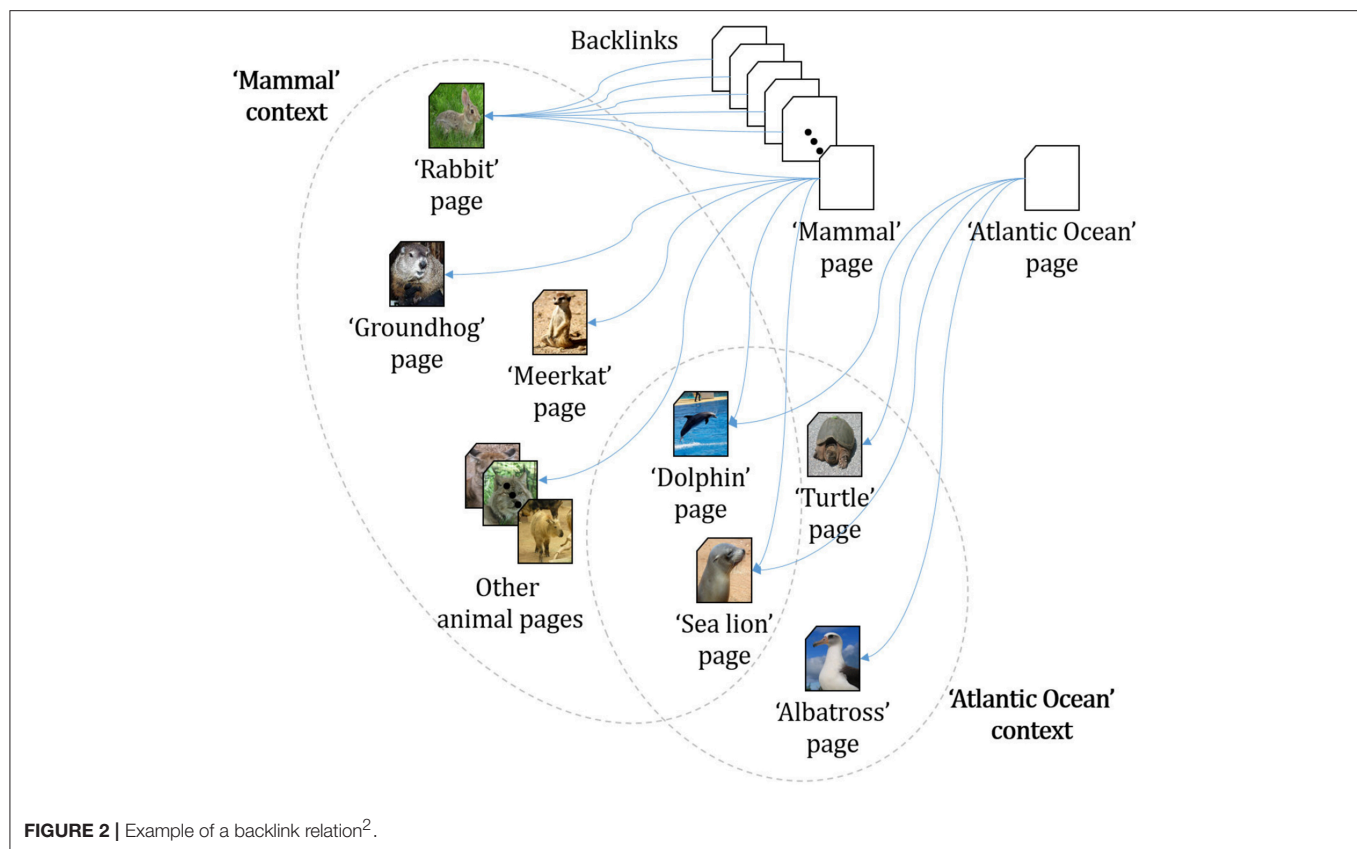 Backlinks
‘Mammal’
context
‘Rabbit’
page
‘Mammal’
page
‘Atlantic Ocean’
page
‘Groundhog’
page
‘Meerkat’
page
‘Dolphin’
page
‘Turtle’
page
Other
animal pages
‘Sea lion’
page
‘Albatross’
page
‘Atlantic Ocean’
context
FIGURE 2 | Example of a backlink relation².